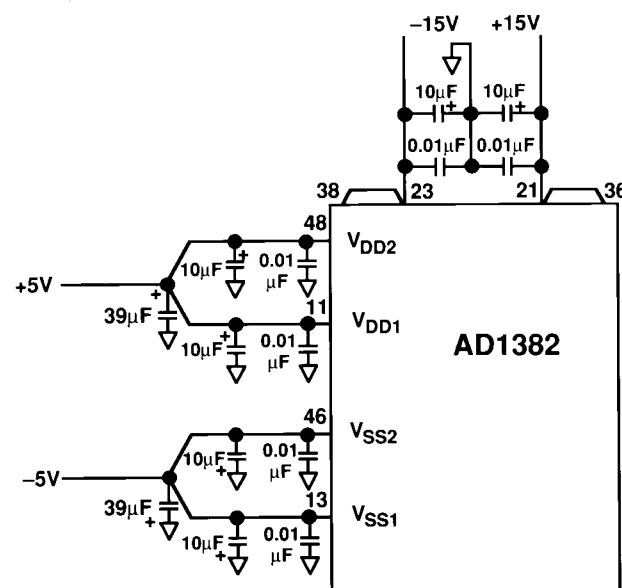 −15V +15V
10µF + 10µF +
0.01µF 0.01µF
38 23 21 36
48
V_DD2
10µF + 0.01 µF
+5V
+
39µF
11
V_DD1
10µF + 0.01 µF
AD1382
46
V_SS2
10µF + 0.01 µF
−5V
39µF +
13
V_SS1
10µF + 0.01 µF